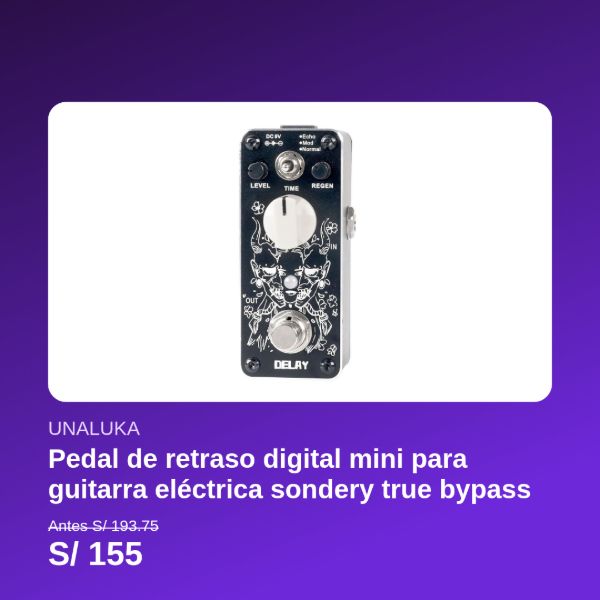 DC 9V
Echo
Mod
Normal
LEVEL
TIME
REGEN
IN
OUT
DELAY
UNALUKA
Pedal de retraso digital mini para
guitarra eléctrica sondery true bypass
Antes S/ 193.75
S/ 155